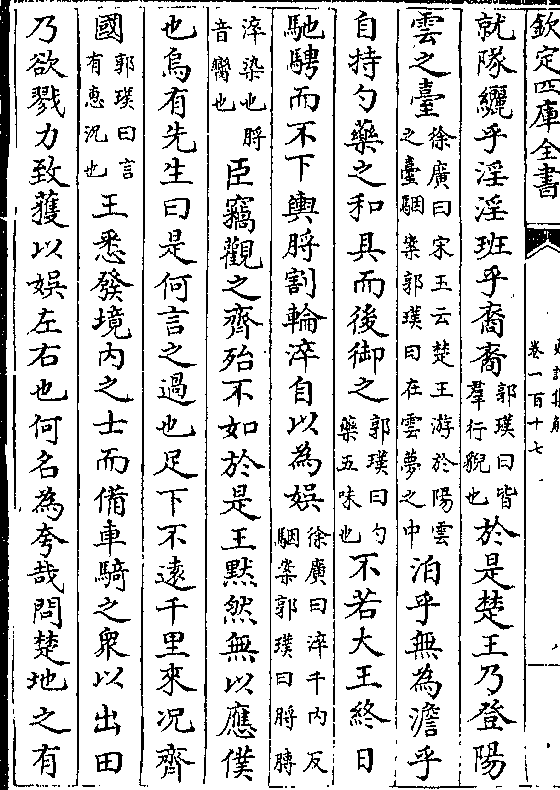 欽定四庫全書
卷一百十七
就隊纚乎淫淫班乎裔裔郭璞曰皆羣行貌也於是楚王乃登陽
雲之臺徐廣曰宋玉云楚王游於陽雲之臺駰案郭璞曰在雲夢之中泊乎無為澹乎
自持勺藥之和具而後御之郭璞曰勺藥五味也不若大王終日
馳騁而不下輿脟割輪淬自以為娛徐廣曰淬千內反駰案郭璞曰脟膞
淬染也脟音臠也臣竊觀之齊殆不如於是王默然無以應僕
也烏有先生曰是何言之過也足下不遠千里來况齊
國郭璞曰言有惠况也王悉發境內之士而備車騎之衆以出田
乃欲戮力致獲以娛左右也何名為夸哉問楚地之有